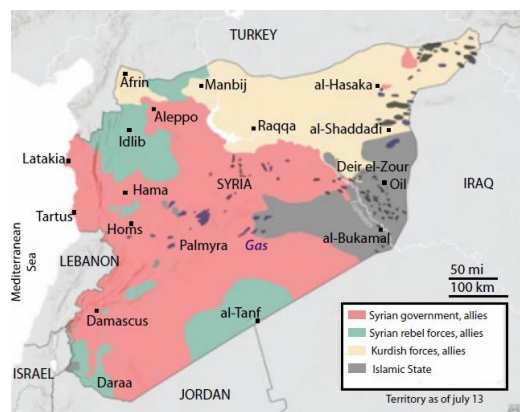 TURKEY
Afrin
Manbij
al-Hasaka
Aleppo
Raqqa
al-Shaddadi
Idlib
Latakia
Deir el-Zour
Hama
SYRIA
Oil
IRAQ
Tartus
Homs
Palmyra
Gas
al-Bukamal
Mediterranean
Sea
LEBANON
50 mi
100 km
Damascus
al-Tanf
Syrian government, allies
Syrian rebel forces, allies
Kurdish forces, allies
Islamic State
ISRAEL
Daraa
JORDAN
Territory as of july 13